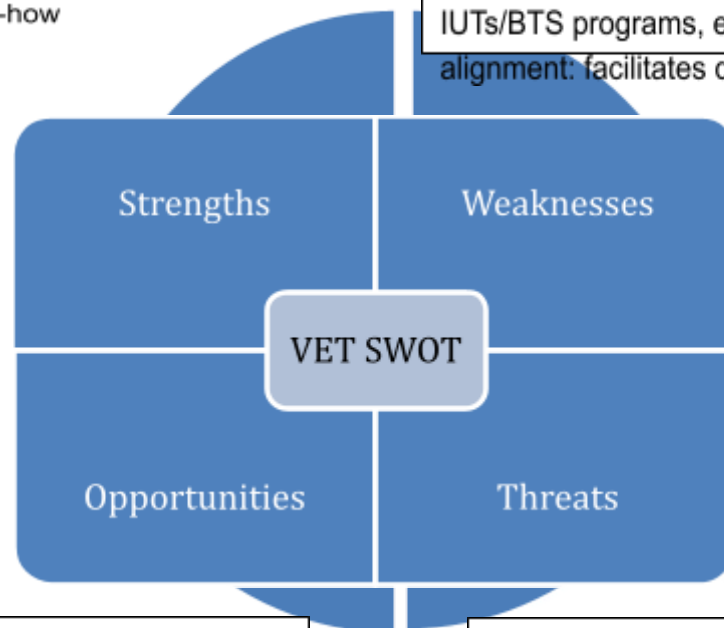 -how
IUTs/BTS programs, e
alignment: facilitates c
Strengths
Weaknesses
VET SWOT
Opportunities
Threats